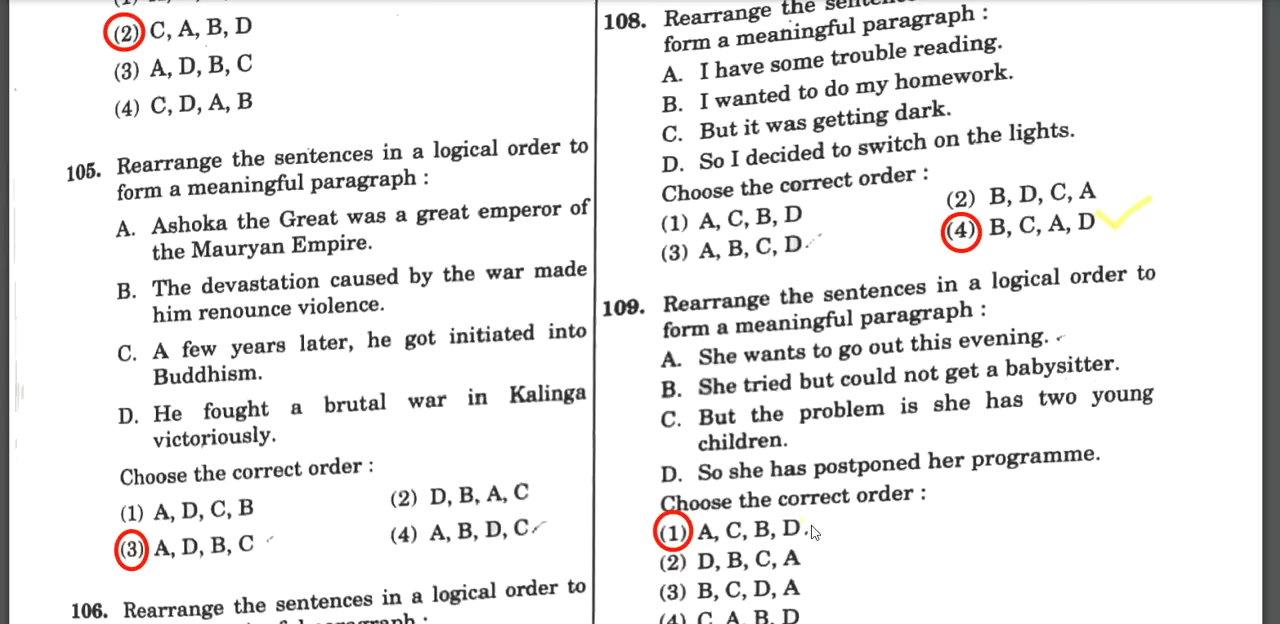 (2) C, A, B, D
(3) A, D, B, C
(4) C, D, A, B
105. Rearrange the sentences in a logical order to
form a meaningful paragraph :
A. Ashoka the Great was a great emperor of
the Mauryan Empire.
B. The devastation caused by the war made
him renounce violence.
C. A few years later, he got initiated into
Buddhism.
D. He fought a brutal war in Kalinga
victoriously.
Choose the correct order :
(1) A, D, C, B
(2) D, B, A, C
(3) A, D, B, C
(4) A, B, D, C
106. Rearrange the sentences in a logical order to
108. Rearrange the
form a meaningful paragraph :
A. I have some trouble reading.
B. I wanted to do my homework.
C. But it was getting dark.
D. So I decided to switch on the lights.
Choose the correct order :
(1) A, C, B, D
(2) B, D, C, A
(3) A, B, C, D
(4) B, C, A, D
109. Rearrange the sentences in a logical order to
form a meaningful paragraph :
A. She wants to go out this evening.
B. She tried but could not get a babysitter.
C. But the problem is she has two young
children.
D. So she has postponed her programme.
Choose the correct order :
(1) A, C, B, D
(2) D, B, C, A
(3) B, C, D, A
(4) C, A, B, D